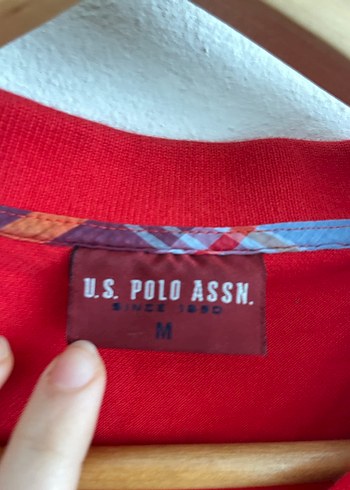 U.S. POLO ASSN.
SINCE 1890
M